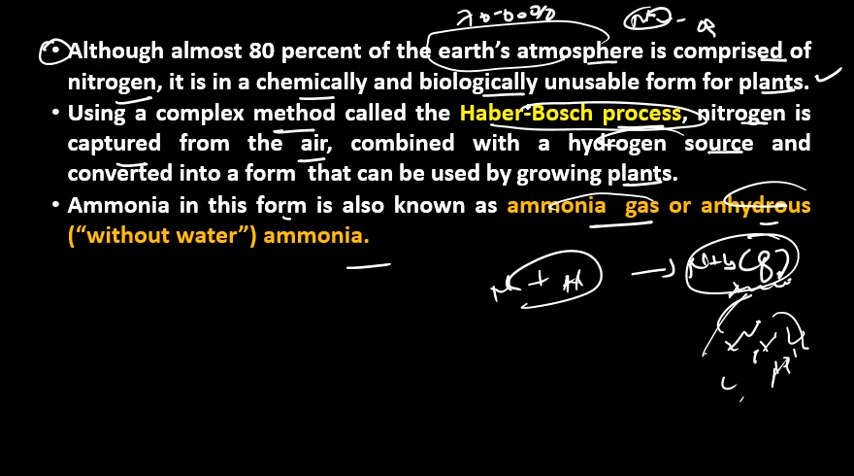 • Although almost 80 percent of the earth's atmosphere is comprised of
nitrogen, it is in a chemically and biologically unusable form for plants.
• Using a complex method called the Haber-Bosch process, nitrogen is
captured from the air, combined with a hydrogen source and
converted into a form that can be used by growing plants.
• Ammonia in this form is also known as ammonia gas or anhydrous
("without water") ammonia.
N + H →